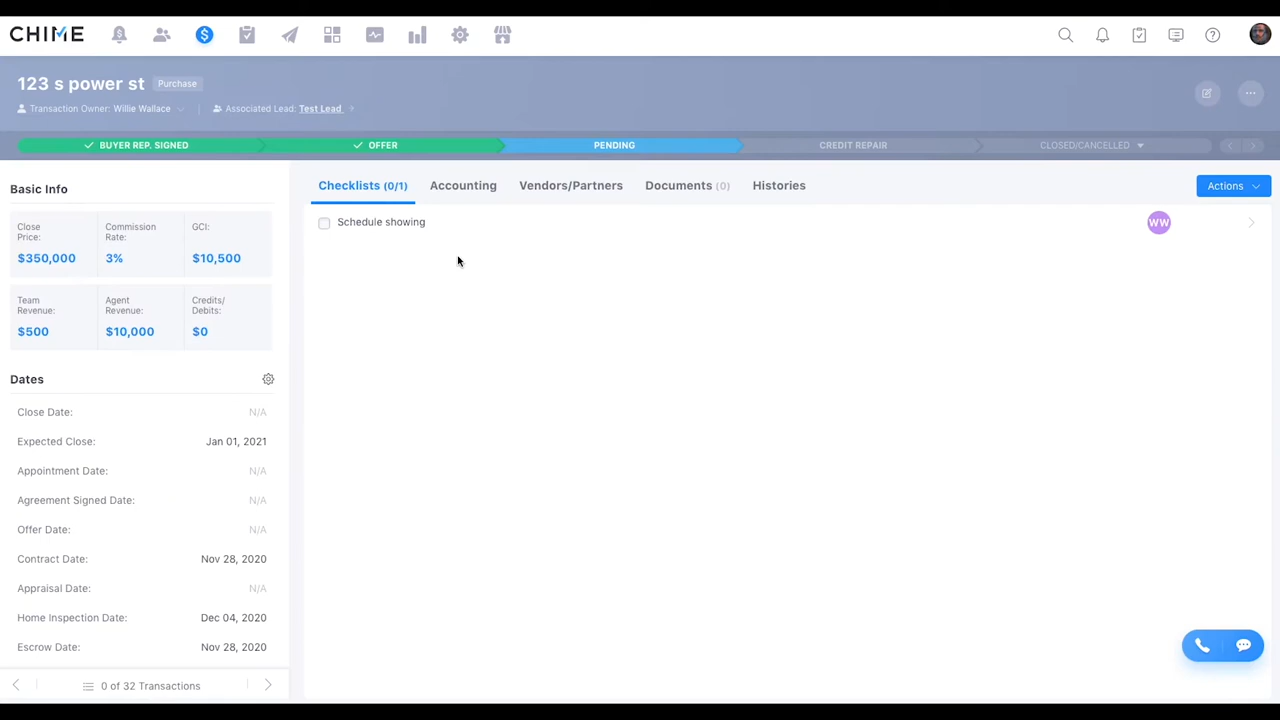 CHIME
123 s power st Purchase
Transaction Owner: Willie Wallace Associated Lead: Test Lead
BUYER REP. SIGNED OFFER PENDING CREDIT REPAIR CLOSED/CANCELLED
Basic Info
Close Price: Commission Rate: GCI:
$350,000 3% $10,500
Team Revenue: Agent Revenue: Credits/ Debits:
$500 $10,000 $0
Dates
Close Date: N/A
Expected Close: Jan 01, 2021
Appointment Date: N/A
Agreement Signed Date: N/A
Offer Date: N/A
Contract Date: Nov 28, 2020
Appraisal Date: N/A
Home Inspection Date: Dec 04, 2020
Escrow Date: Nov 28, 2020
0 of 32 Transactions
Checklists (0/1) Accounting Vendors/Partners Documents (0) Histories Actions
Schedule showing WW